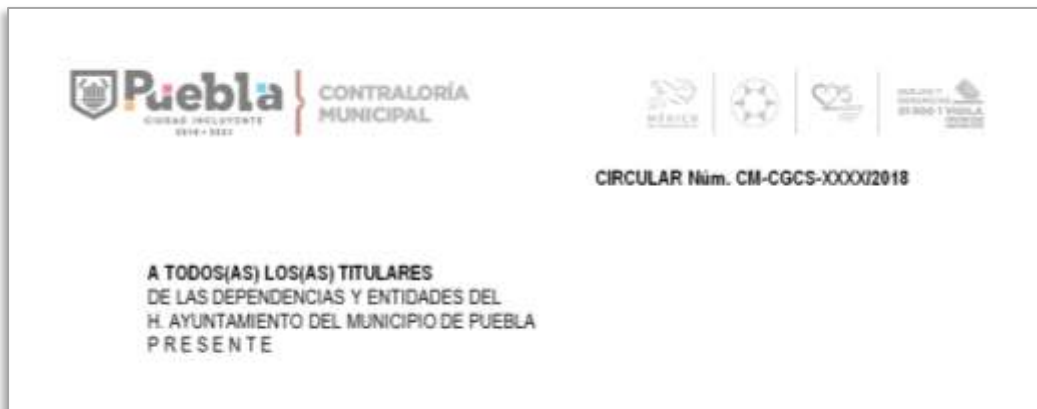 Puebla
CIUDAD INCLUYENTE
CONTRALORÍA
MUNICIPAL
MÉXICO
CIRCULAR Núm. CM-CGCS-XXXX/2018
A TODOS(AS) LOS(AS) TITULARES
DE LAS DEPENDENCIAS Y ENTIDADES DEL
H. AYUNTAMIENTO DEL MUNICIPIO DE PUEBLA
P R E S E N T E